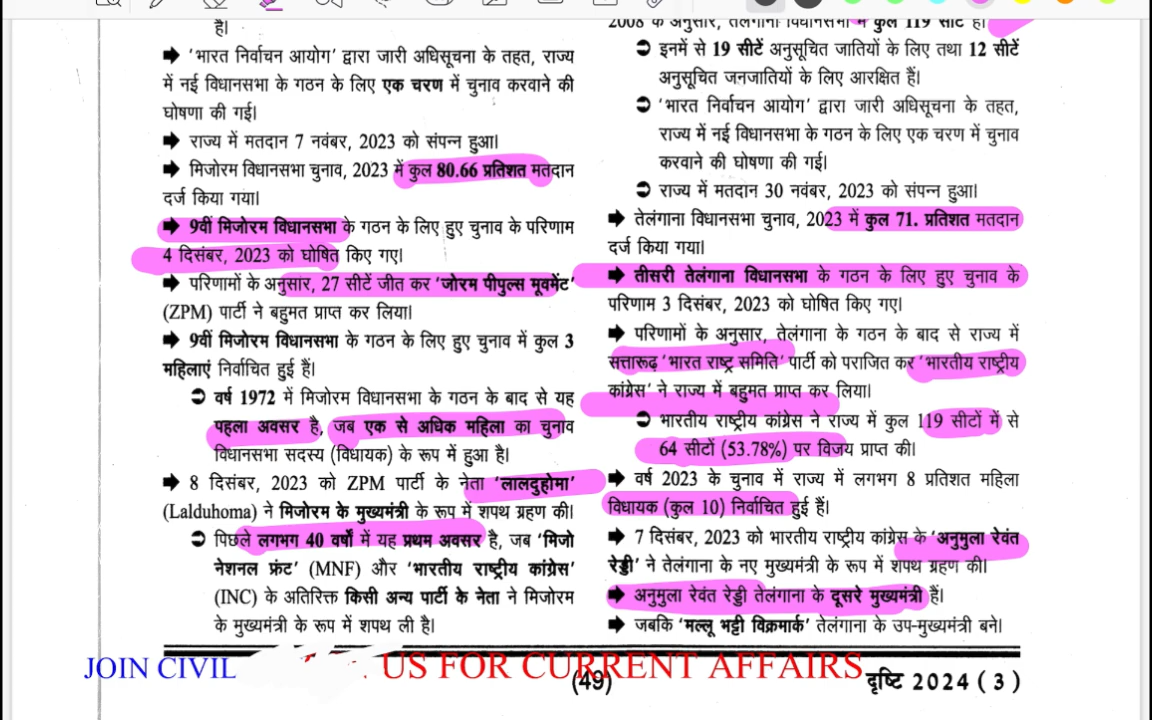 है।
➡ 'भारत निर्वाचन आयोग' द्वारा जारी अधिसूचना के तहत, राज्य
में नई विधानसभा के गठन के लिए एक चरण में चुनाव करवाने की
घोषणा की गई।
➡ राज्य में मतदान 7 नवंबर, 2023 को संपन्न हुआ।
➡ मिजोरम विधानसभा चुनाव, 2023 में कुल 80.66 प्रतिशत मतदान
दर्ज किया गया।
➡ 9वीं मिजोरम विधानसभा के गठन के लिए हुए चुनाव के परिणाम
4 दिसंबर, 2023 को घोषित किए गए।
➡ परिणामों के अनुसार, 27 सीटें जीत कर 'जोरम पीपुल्स मूवमेंट'
(ZPM) पार्टी ने बहुमत प्राप्त कर लिया।
➡ 9वीं मिजोरम विधानसभा के गठन के लिए हुए चुनाव में कुल 3
महिलाएं निर्वाचित हुई हैं।
➲ वर्ष 1972 में मिजोरम विधानसभा के गठन के बाद से यह
पहला अवसर है, जब एक से अधिक महिला का चुनाव
विधानसभा सदस्य (विधायक) के रूप में हुआ है।
➡ 8 दिसंबर, 2023 को ZPM पार्टी के नेता 'लालदुहोमा'
(Lalduhoma) ने मिजोरम के मुख्यमंत्री के रूप में शपथ ग्रहण की।
➲ पिछले लगभग 40 वर्षों में यह प्रथम अवसर है, जब 'मिजो
नेशनल फ्रंट' (MNF) और 'भारतीय राष्ट्रीय कांग्रेस'
(INC) के अतिरिक्त किसी अन्य पार्टी के नेता ने मिजोरम
के मुख्यमंत्री के रूप में शपथ ली है।
2008 के अनुसार, तेलंगाना विधानसभा में कुल 119 सीटें हैं।
➲ इनमें से 19 सीटें अनुसूचित जातियों के लिए तथा 12 सीटें
अनुसूचित जनजातियों के लिए आरक्षित हैं।
➲ 'भारत निर्वाचन आयोग' द्वारा जारी अधिसूचना के तहत,
राज्य में नई विधानसभा के गठन के लिए एक चरण में चुनाव
करवाने की घोषणा की गई।
➲ राज्य में मतदान 30 नवंबर, 2023 को संपन्न हुआ।
➡ तेलंगाना विधानसभा चुनाव, 2023 में कुल 71. प्रतिशत मतदान
दर्ज किया गया।
➡ तीसरी तेलंगाना विधानसभा के गठन के लिए हुए चुनाव के
परिणाम 3 दिसंबर, 2023 को घोषित किए गए।
➡ परिणामों के अनुसार, तेलंगाना के गठन के बाद से राज्य में
सत्तारूढ़ 'भारत राष्ट्र समिति' पार्टी को पराजित कर 'भारतीय राष्ट्रीय
कांग्रेस' ने राज्य में बहुमत प्राप्त कर लिया।
➲ भारतीय राष्ट्रीय कांग्रेस ने राज्य में कुल 119 सीटों में से
64 सीटों (53.78%) पर विजय प्राप्त की।
➡ वर्ष 2023 के चुनाव में राज्य में लगभग 8 प्रतिशत महिला
विधायक (कुल 10) निर्वाचित हुई हैं।
➡ 7 दिसंबर, 2023 को भारतीय राष्ट्रीय कांग्रेस के 'अनुमुला रेवंत
रेड्डी' ने तेलंगाना के नए मुख्यमंत्री के रूप में शपथ ग्रहण की।
➡ अनुमुला रेवंत रेड्डी तेलंगाना के दूसरे मुख्यमंत्री हैं।
➡ जबकि 'मल्लू भट्टी विक्रमार्क' तेलंगाना के उप-मुख्यमंत्री बने।
JOIN CIVIL US FOR CURRENT AFFAIRS
(49)
दृष्टि 2024 ( 3 )